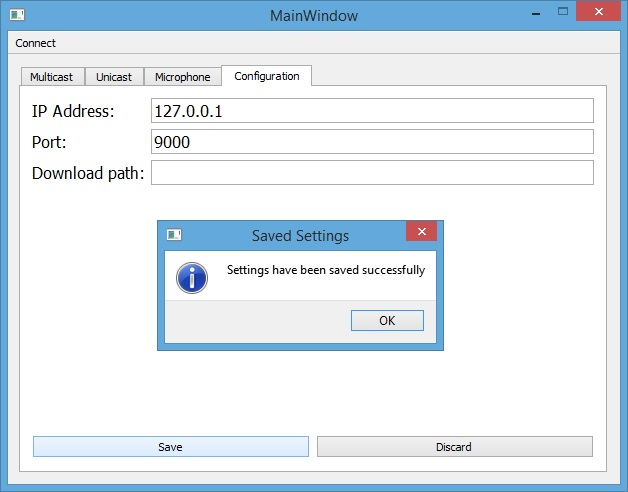 MainWindow
Connect
Multicast Unicast Microphone Configuration
IP Address: 127.0.0.1
Port: 9000
Download path:
Saved Settings
Settings have been saved successfully
OK
Save Discard